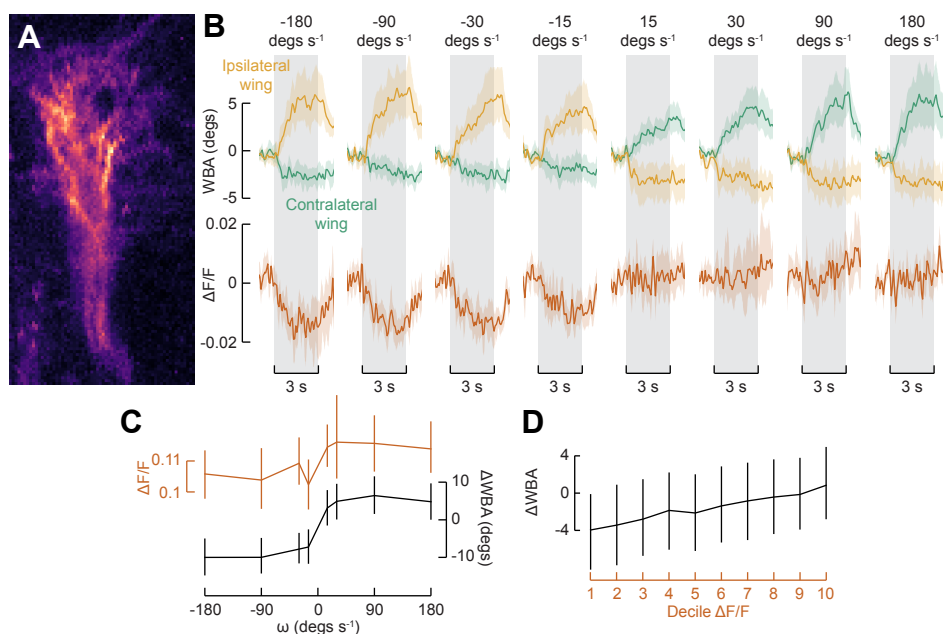 A
B
-180 -90 -30 -15 15 30 90 180
degs s⁻¹ degs s⁻¹ degs s⁻¹ degs s⁻¹ degs s⁻¹ degs s⁻¹ degs s⁻¹ degs s⁻¹
Ipsilateral
wing
5
0
-5
WBA (degs)
Contralateral
wing
0.02
0
-0.02
ΔF/F
3 s 3 s 3 s 3 s 3 s 3 s 3 s 3 s
C
0.11
0.1
ΔF/F
10
0
-10
ΔWBA (degs)
-180 -90 0 90 180
ω (degs s⁻¹)
D
4
0
-4
ΔWBA
1 2 3 4 5 6 7 8 9 10
Decile ΔF/F